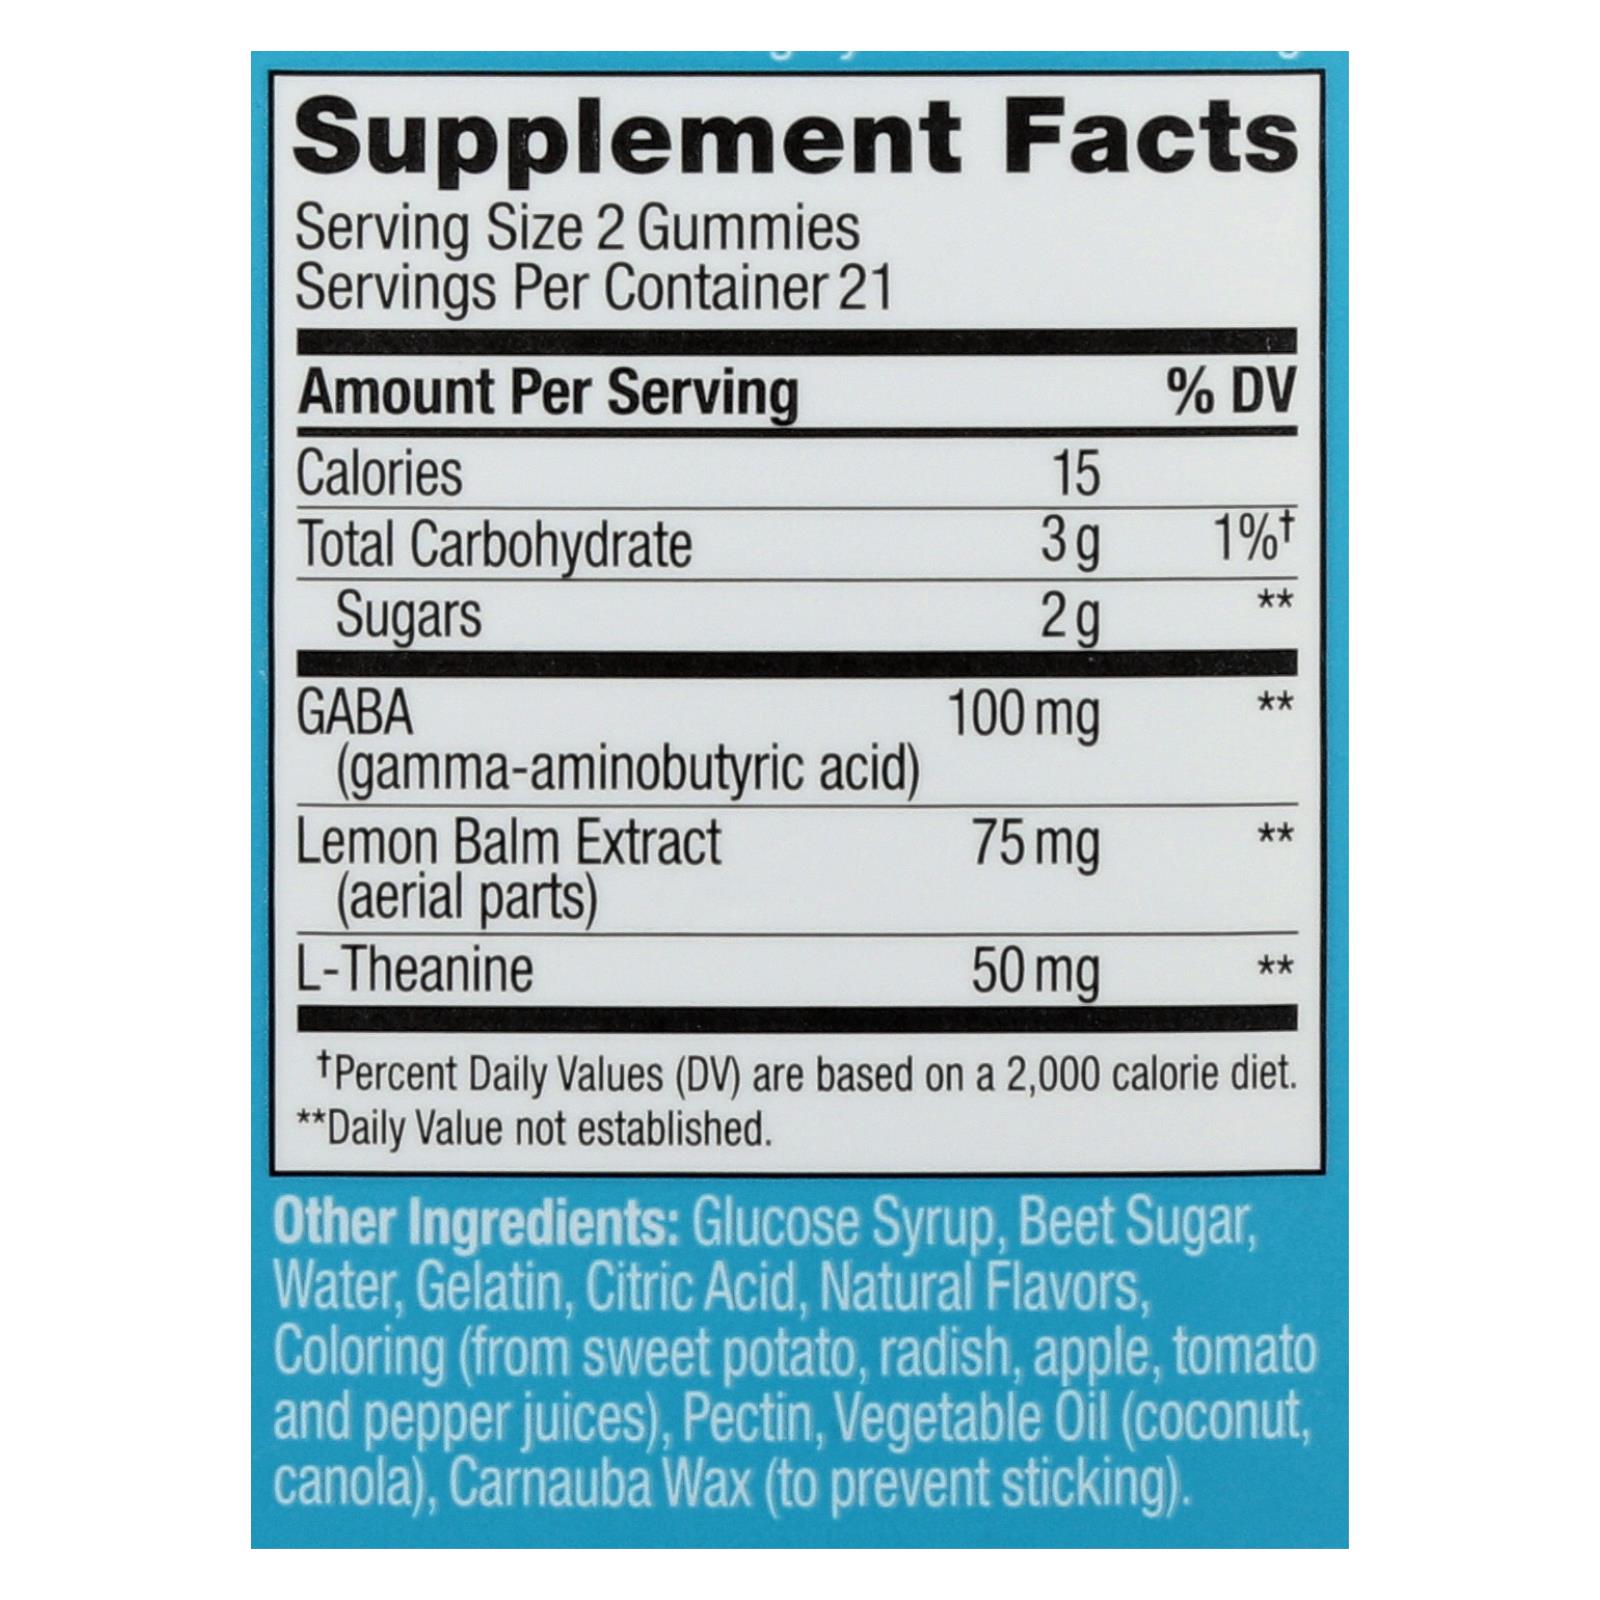 Supplement Facts
Serving Size 2 Gummies
Servings Per Container 21
Amount Per Serving % DV
Calories 15
Total Carbohydrate 3 g 1%†
Sugars 2 g **
GABA 100 mg **
(gamma-aminobutyric acid)
Lemon Balm Extract 75 mg **
(aerial parts)
L-Theanine 50 mg **
†Percent Daily Values (DV) are based on a 2,000 calorie diet.
**Daily Value not established.
Other Ingredients: Glucose Syrup, Beet Sugar,
Water, Gelatin, Citric Acid, Natural Flavors,
Coloring (from sweet potato, radish, apple, tomato
and pepper juices), Pectin, Vegetable Oil (coconut,
canola), Carnauba Wax (to prevent sticking).